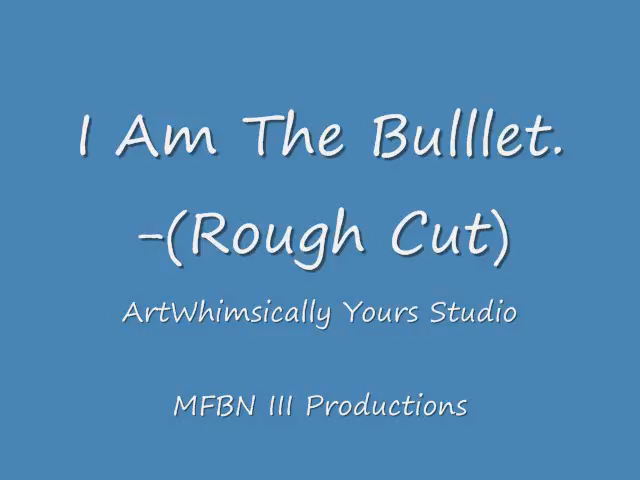 I Am The Bulllet.
-(Rough Cut)
ArtWhimsically Yours Studio
MFBN III Productions